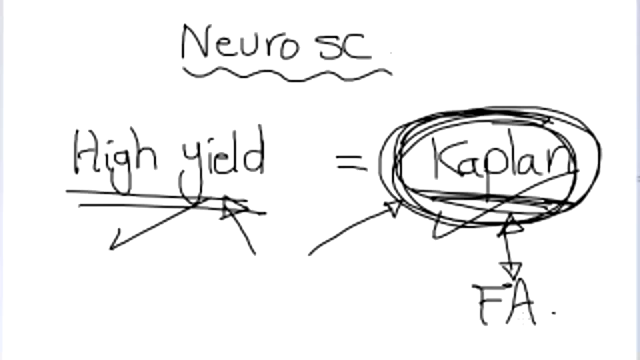 Neuro SC
High yield = Kaplan
FA.